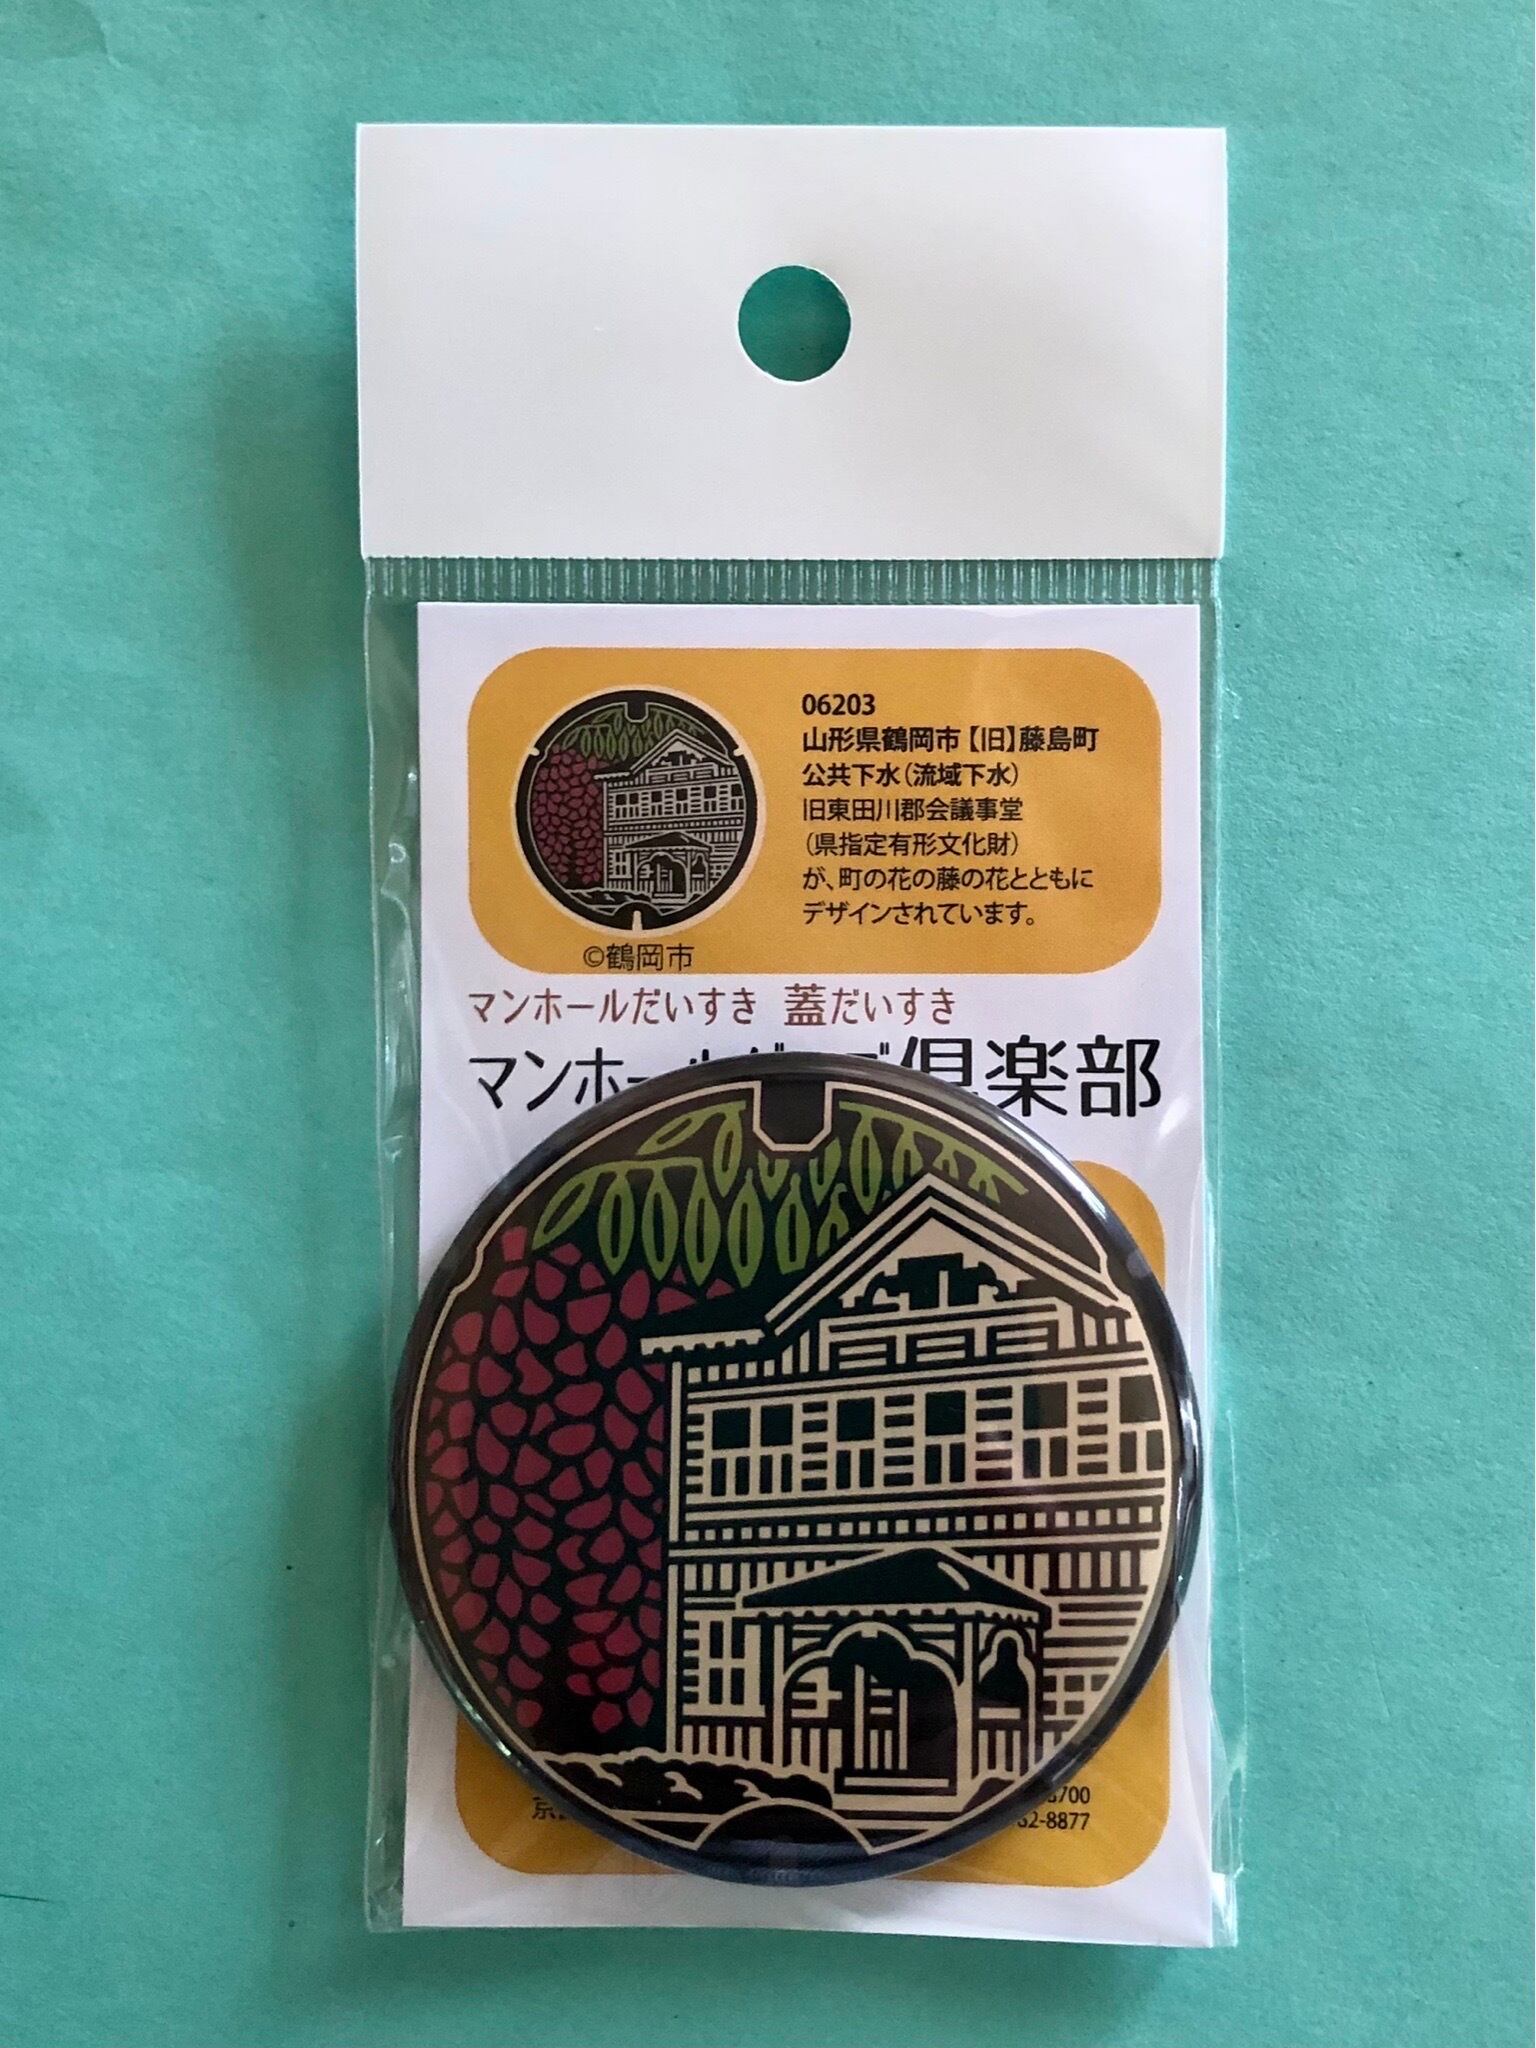 06203
山形県鶴岡市【旧】藤島町
公共下水（流域下水）
旧東田川郡会議事堂
（県指定有形文化財）
が、町の花の藤の花とともに
デザインされています。
©鶴岡市
マンホールだいすき 蓋だいすき
マンホール 倶楽部
8700
62-8877